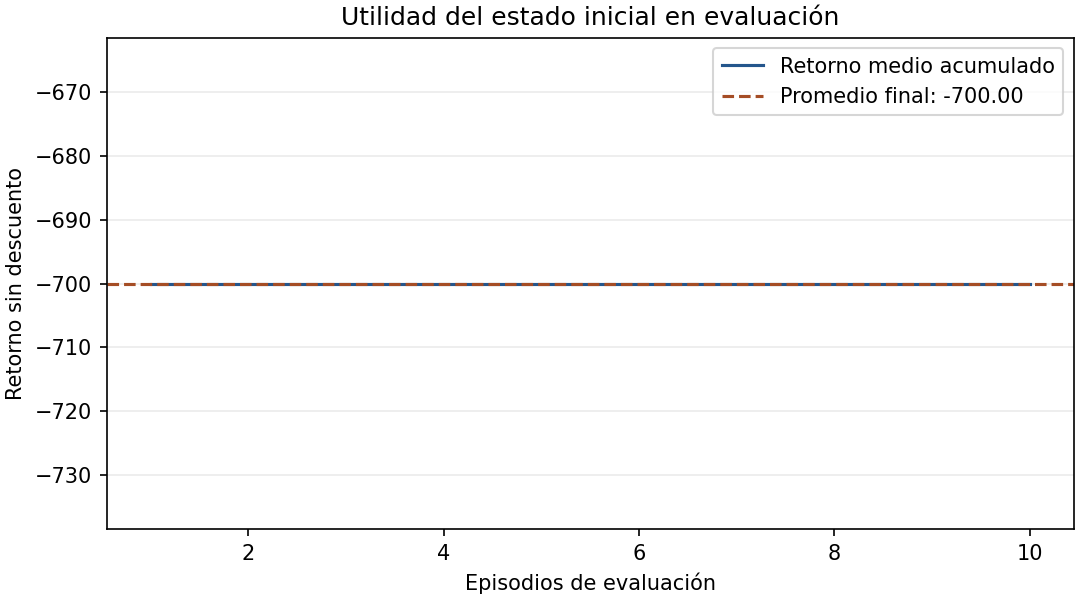 Utilidad del estado inicial en evaluación
Retorno medio acumulado
Promedio final: -700.00
Retorno sin descuento
−670
−680
−690
−700
−710
−720
−730
2 4 6 8 10
Episodios de evaluación